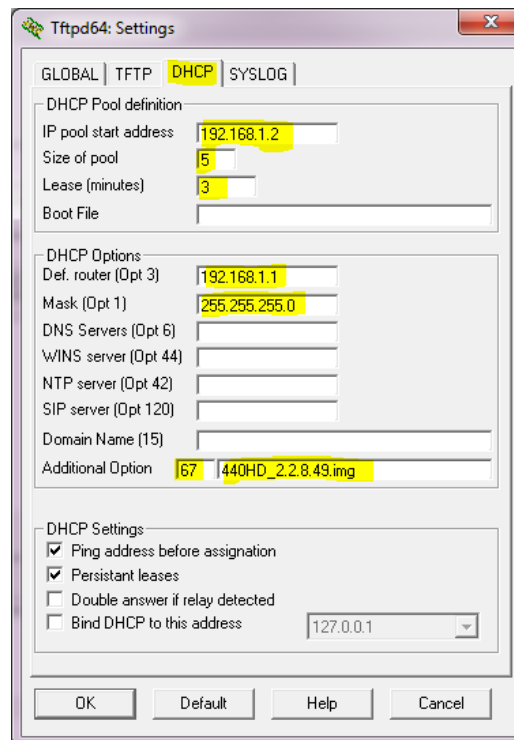 Tftpd64: Settings
GLOBAL TFTP DHCP SYSLOG
DHCP Pool definition
IP pool start address 192.168.1.2
Size of pool 5
Lease (minutes) 3
Boot File
DHCP Options
Def. router (Opt 3) 192.168.1.1
Mask (Opt 1) 255.255.255.0
DNS Servers (Opt 6)
WINS server (Opt 44)
NTP server (Opt 42)
SIP server (Opt 120)
Domain Name (15)
Additional Option 67 440HD_2.2.8.49.img
DHCP Settings
Ping address before assignation
Persistant leases
Double answer if relay detected
Bind DHCP to this address 127.0.0.1
OK Default Help Cancel